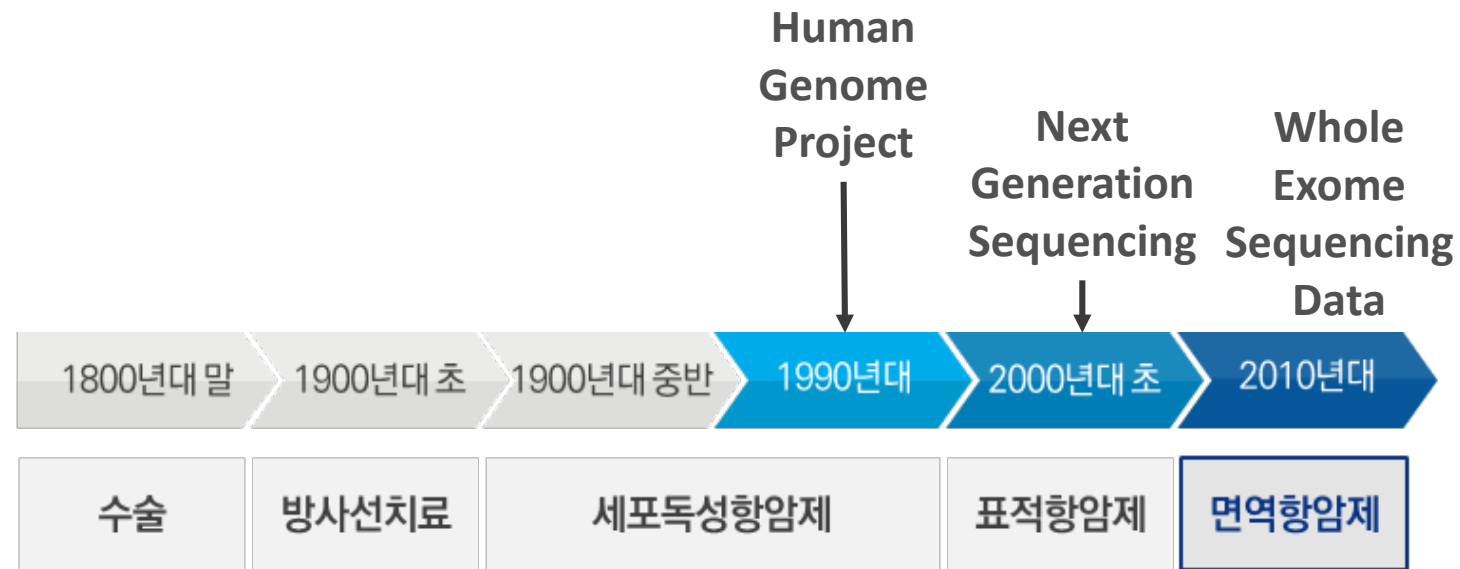 Human
Genome
Project
Next
Generation
Sequencing
Whole
Exome
Sequencing
Data
1800년대 말
1900년대 초
1900년대 중반
1990년대
2000년대 초
2010년대
수술
방사선치료
세포독성항암제
표적항암제
면역항암제